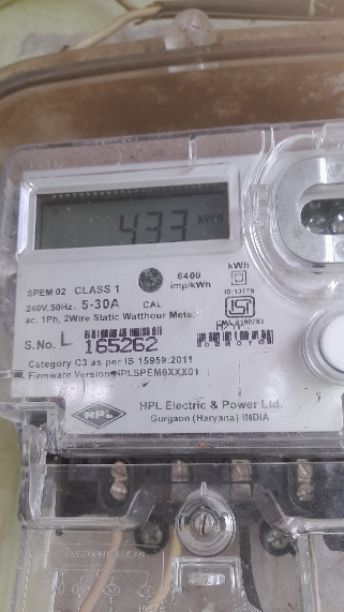 433
kWh
6400
imp/kWh
SPEM 02 CLASS 1
240V.50Hz. 5-30A CAL
IS-13779
ac. 1Ph, 2Wire Static Watthour Meter
S.No. L 165262
Category C3 as per IS 15959:2011
Firmware Version HPLSPEM6XXX01
HPL
HPL Electric & Power Ltd.
Gurgaon (Haryana) INDIA